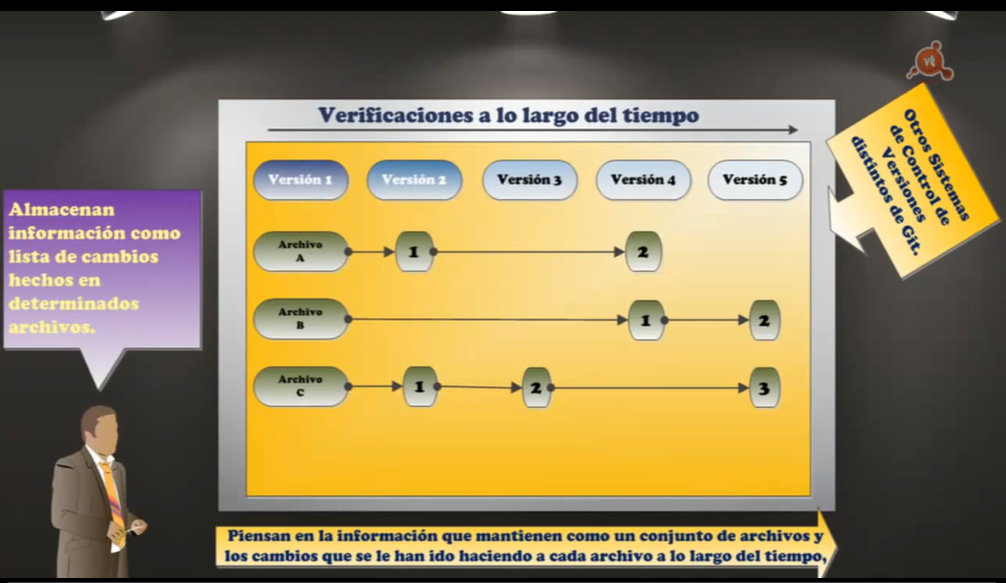 vt
Verificaciones a lo largo del tiempo
Otros Sistemas
de Control de
Versiones
distintos de Git.
Versión 1
Versión 2
Versión 3
Versión 4
Versión 5
Almacenan
información como
lista de cambios
hechos en
determinados
archivos.
Archivo
A
1
2
Archivo
B
1
2
Archivo
C
1
2
3
Piensan en la información que mantienen como un conjunto de archivos y
los cambios que se le han ido haciendo a cada archivo a lo largo del tiempo,